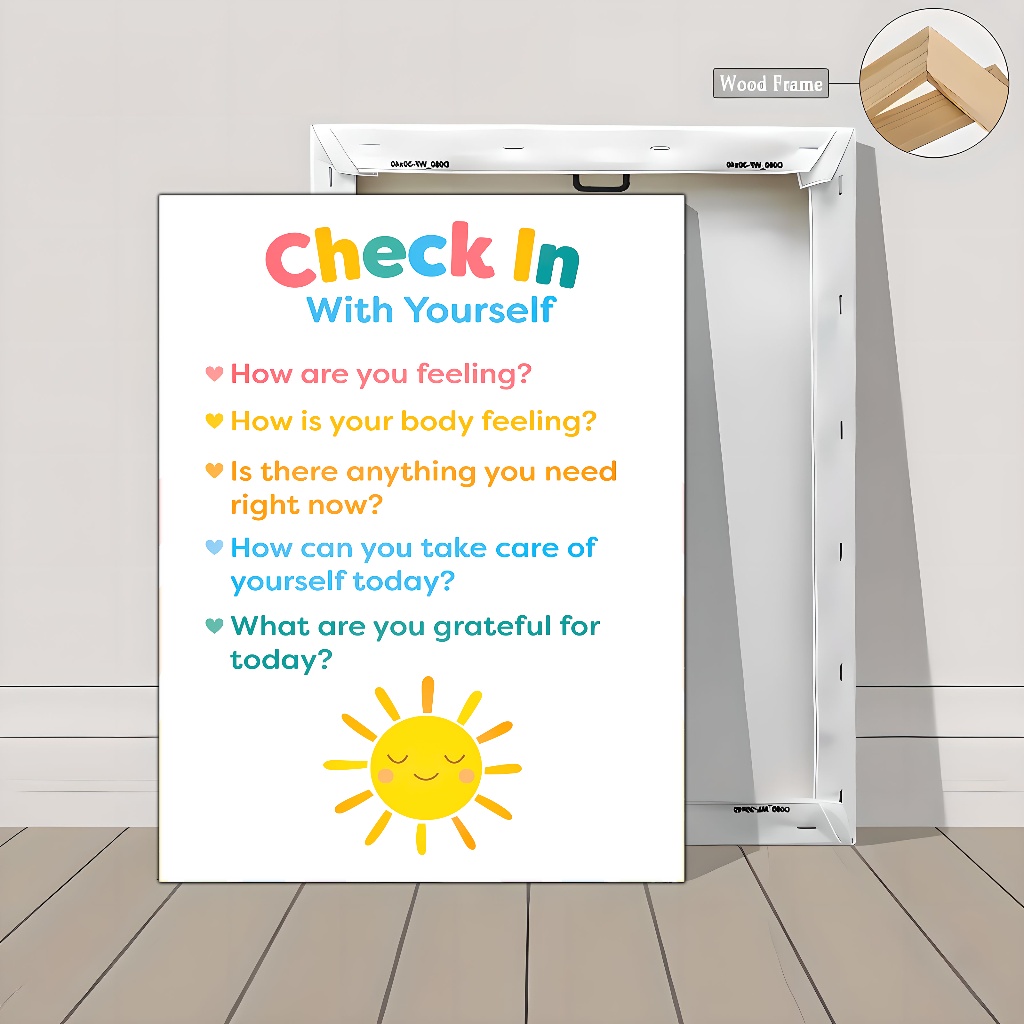 Wood Frame
Check In
With Yourself
How are you feeling?
How is your body feeling?
Is there anything you need
right now?
How can you take care of
yourself today?
What are you grateful for
today?